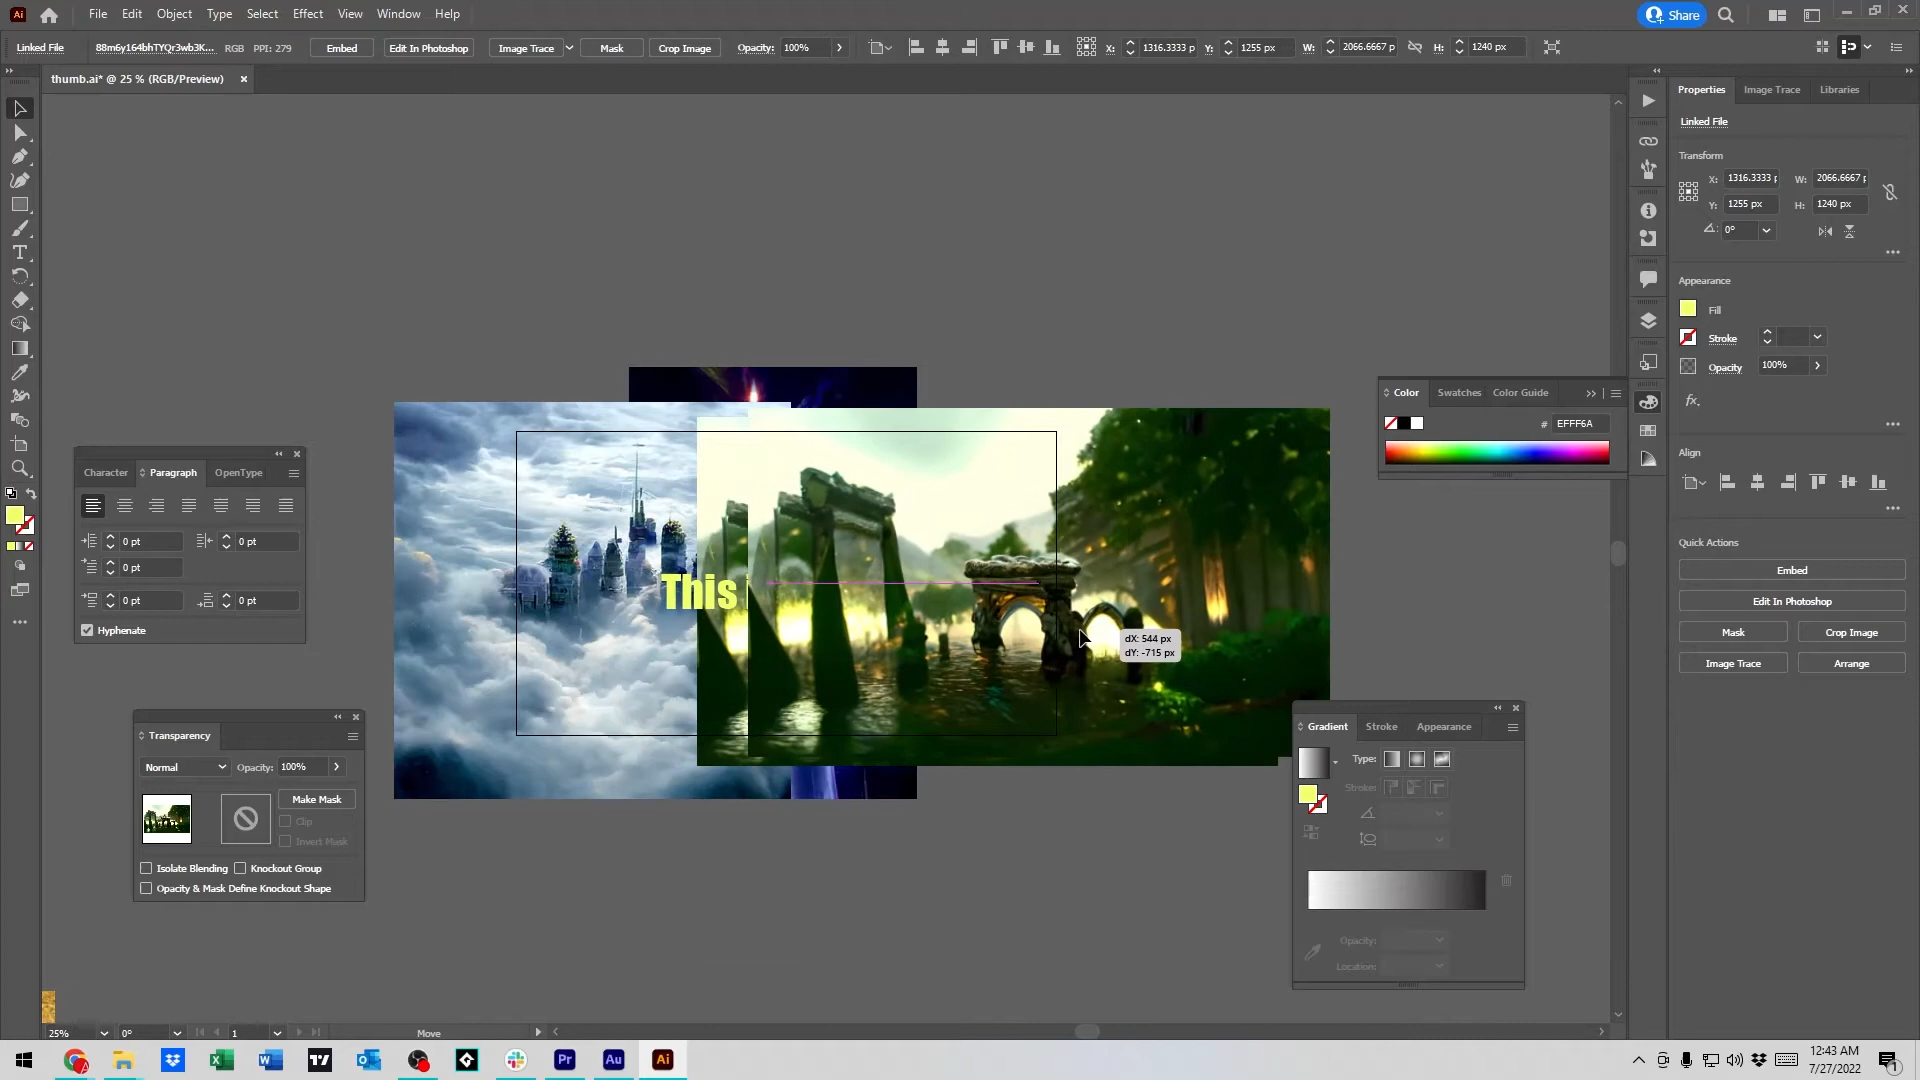 Ai File Edit Object Type Select Effect View Window Help Share
Linked File 88m6y164bhTYQr3wb3K... RGB PPI: 279 Embed Edit In Photoshop Image Trace Mask Crop Image Opacity: 100% X: 1316.3333 p Y: 1255 px W: 2066.6667 p H: 1240 px
thumb.ai* @ 25 % (RGB/Preview) ×
Properties Image Trace Libraries
Linked File
Transform
X: 1316.3333 p W: 2066.6667 p
Y: 1255 px H: 1240 px
0°
Appearance
Fill
Stroke
Opacity 100%
fx.
Align
Quick Actions
Embed
Edit In Photoshop
Mask Crop Image
Image Trace Arrange
Color Swatches Color Guide
# EFFF6A
Character Paragraph OpenType
0 pt 0 pt
0 pt
0 pt 0 pt
Hyphenate
This
dX: 544 px
dY: -715 px
Transparency
Normal Opacity: 100%
Make Mask
Clip
Invert Mask
Isolate Blending Knockout Group
Opacity & Mask Define Knockout Shape
Gradient Stroke Appearance
Type:
Stroke:
Opacity:
Location:
25% 0° 1 Move
Pr Au Ai
12:43 AM
7/27/2022
1